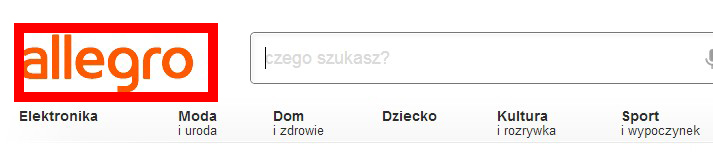 allegro
czego szukasz?
Elektronika Moda Dom Dziecko Kultura Sport
i uroda i zdrowie i rozrywka i wypoczynek